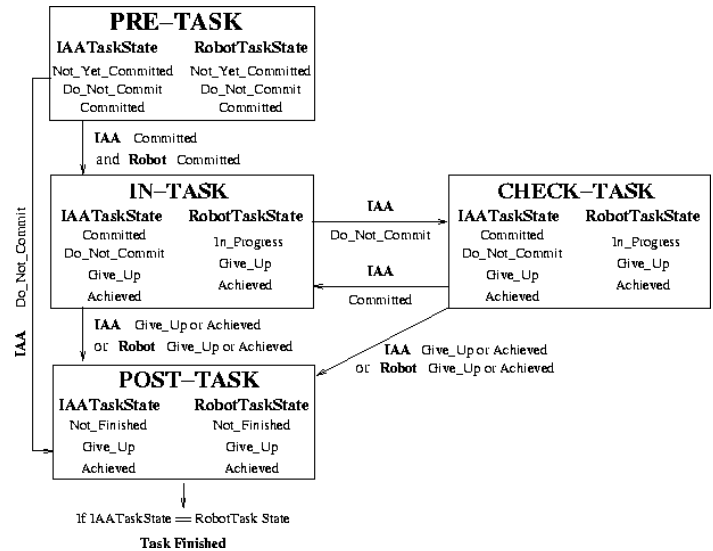 PRE–TASK
IAATaskState RobotTaskState
Not_Yet_Committed Not_Yet_Committed
Do_Not_Commit Do_Not_Commit
Committed Committed
IAA Committed
and Robot Committed
IAA Do_Not_Commit
IN–TASK
IAATaskState RobotTaskState
Committed
Do_Not_Commit
Give_Up
Achieved
In_Progress
Give_Up
Achieved
IAA
Do_Not_Commit
IAA
Committed
CHECK–TASK
IAATaskState RobotTaskState
Committed
Do_Not_Commit
Give_Up
Achieved
In_Progress
Give_Up
Achieved
IAA Give_Up or Achieved
or Robot Give_Up or Achieved
IAA Give_Up or Achieved
or Robot Give_Up or Achieved
POST–TASK
IAATaskState RobotTaskState
Not_Finished Not_Finished
Give_Up Give_Up
Achieved Achieved
If IAATaskState == RobotTask State
Task Finished